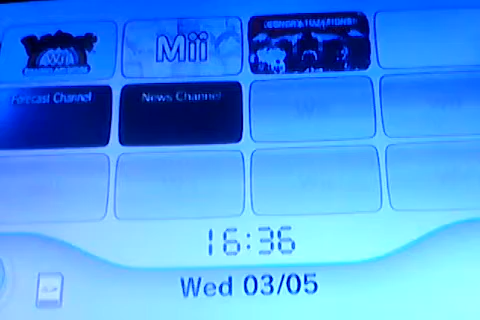 Wii
Mii
CONGRATULATIONS!
Forecast Channel
News Channel
16:36
Wed 03/05